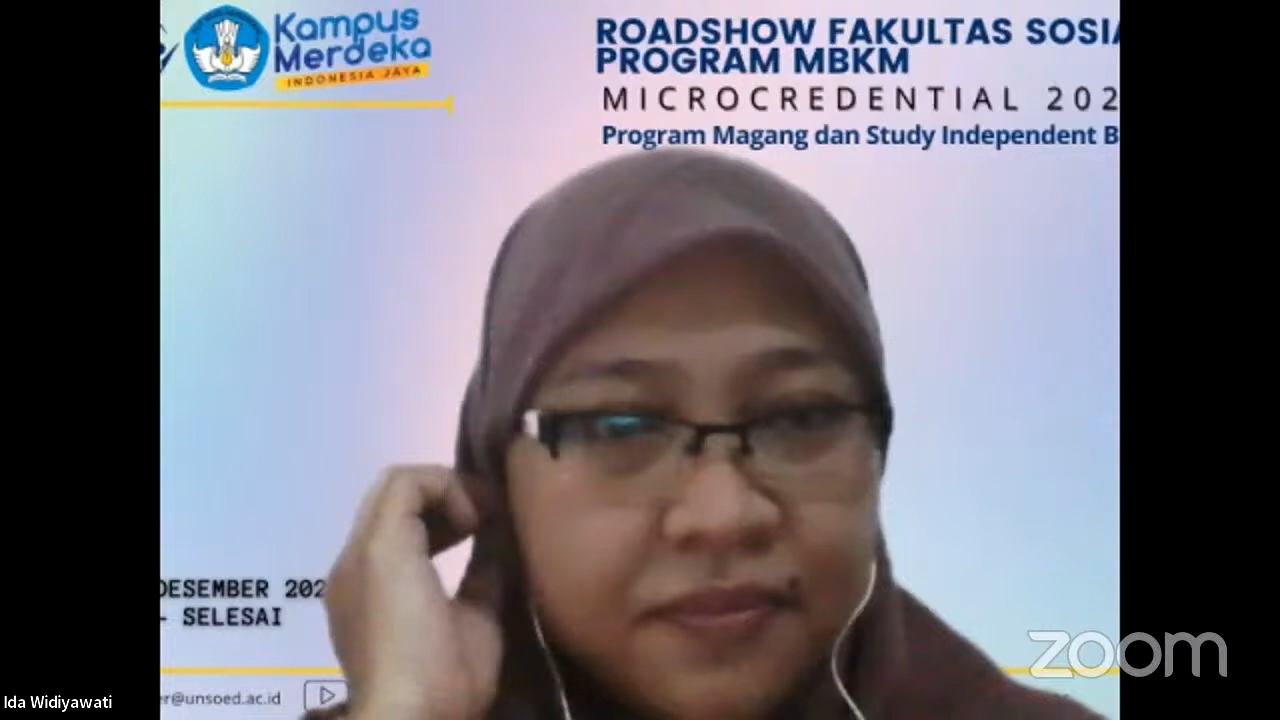 Kampus
Merdeka
INDONESIA JAYA
ROADSHOW FAKULTAS SOSIA
PROGRAM MBKM
MICROCREDENTIAL 202
Program Magang dan Study Independent B
DESEMBER 202
- SELESAI
er@unsoed.ac.id
Ida Widiyawati
zoom